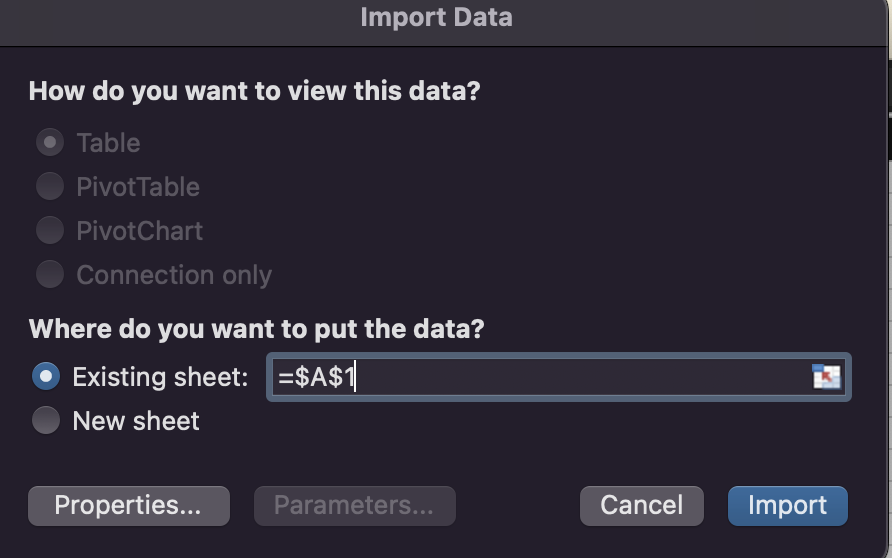 Import Data
How do you want to view this data?
Table
PivotTable
PivotChart
Connection only
Where do you want to put the data?
Existing sheet: =$A$1
New sheet
Properties... Parameters... Cancel Import